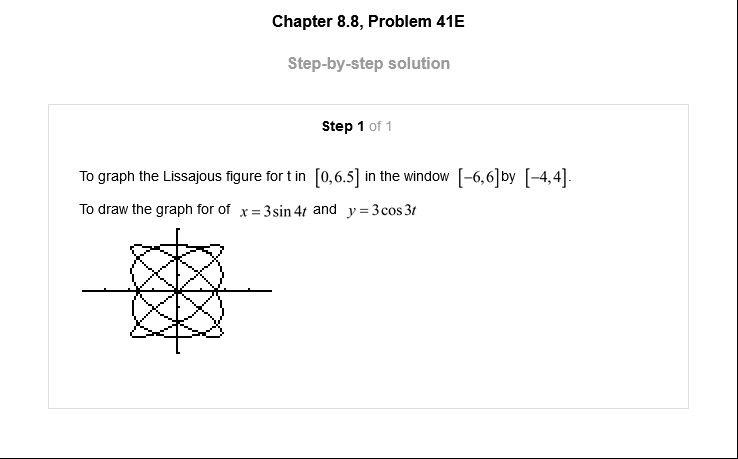 Chapter 8.8, Problem 41E
Step-by-step solution
Step 1 of 1
To graph the Lissajous figure for t in [0,6.5] in the window [−6,6] by [−4,4].
To draw the graph for of x = 3 sin 4t and y = 3 cos 3t